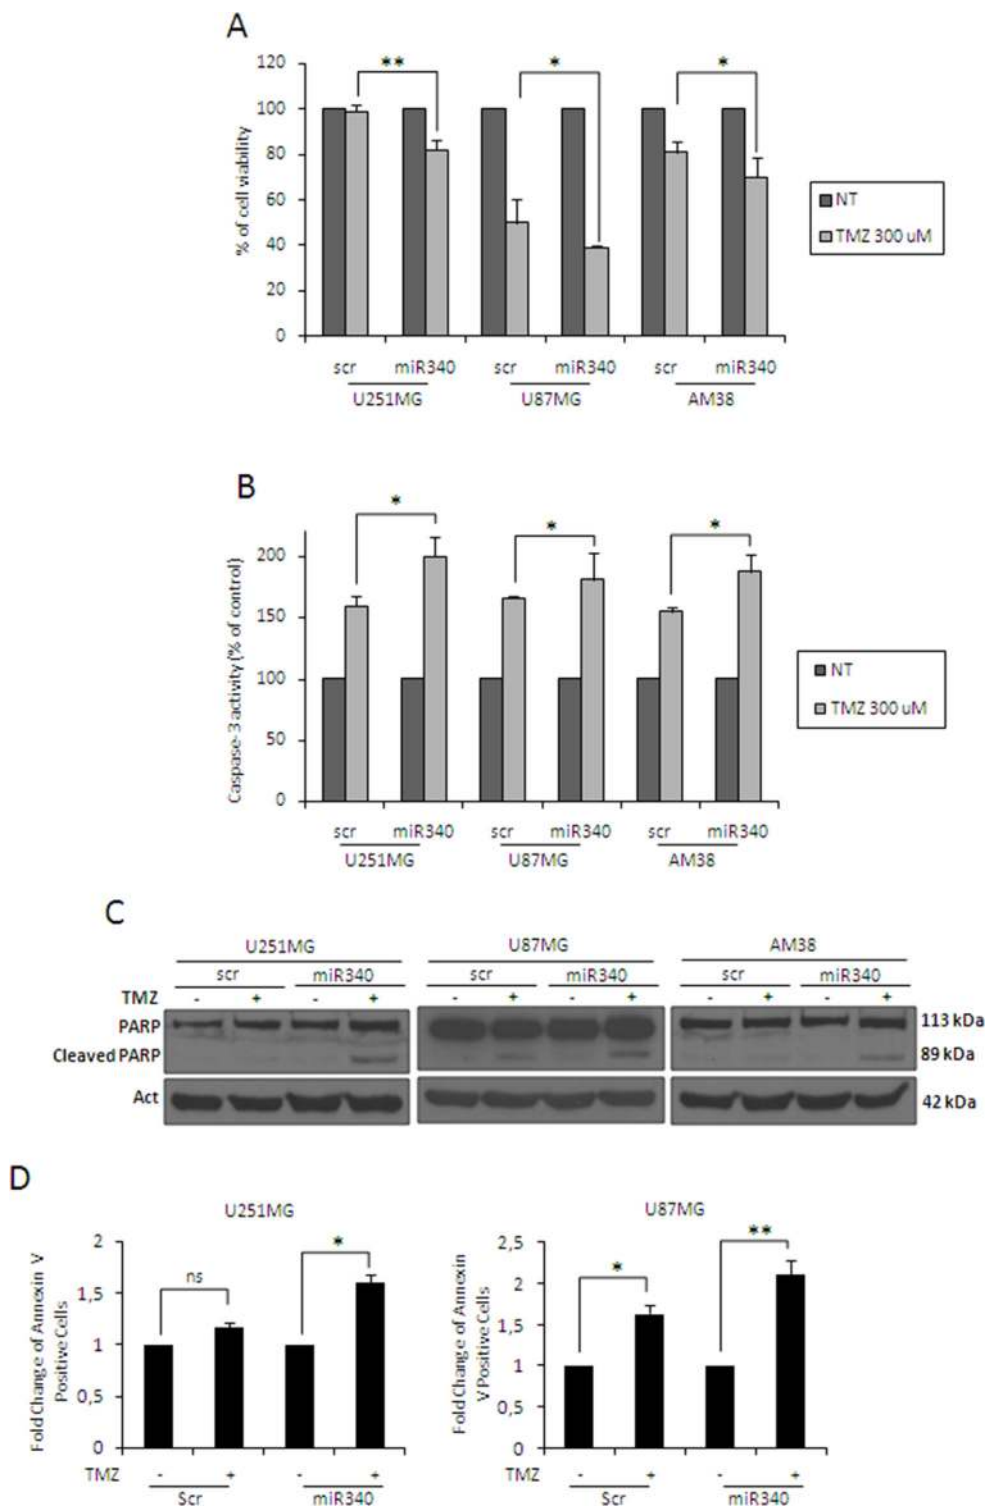 A
% of cell viability
120
100
80
60
40
20
0
** * *
scr miR340 scr miR340 scr miR340
U251MG U87MG AM38
NT
TMZ 300 uM
B
Caspase-3 activity (% of control)
200
150
100
50
0
* * *
scr miR340 scr miR340 scr miR340
U251MG U87MG AM38
NT
TMZ 300 uM
C
U251MG U87MG AM38
scr miR340 scr miR340 scr miR340
TMZ - + - + - + - + - + - +
PARP 113 kDa
Cleaved PARP 89 kDa
Act 42 kDa
D
U251MG
Fold Change of Annexin V
Positive Cells
2
1,5
1
0,5
0
ns *
TMZ - + - +
Scr miR340
U87MG
Fold Change of Annexin
V Positive Cells
2,5
2
1,5
1
0,5
0
* **
TMZ - + - +
Scr miR340